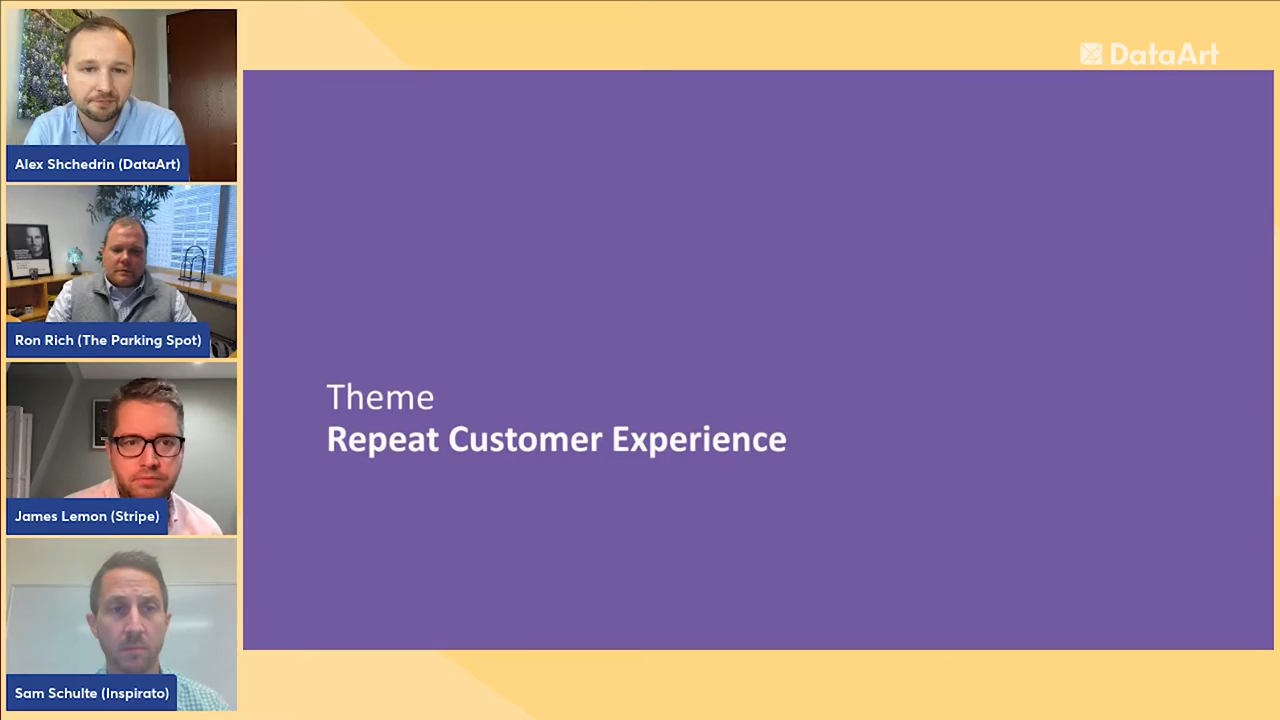 DataArt
Alex Shchedrin (DataArt)
Ron Rich (The Parking Spot)
James Lemon (Stripe)
Sam Schulte (Inspirato)
Theme
Repeat Customer Experience